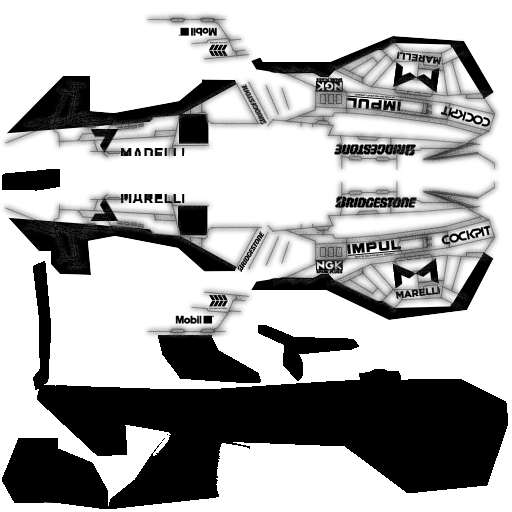 Mobil
MARELLI
NGK
IMPUL
COCKPIT
BRIDGESTONE
BRIDGESTONE
MARELLI
MARELLI
BRIDGESTONE
BRIDGESTONE
IMPUL
COCKPIT
NGK
MARELLI
Mobil